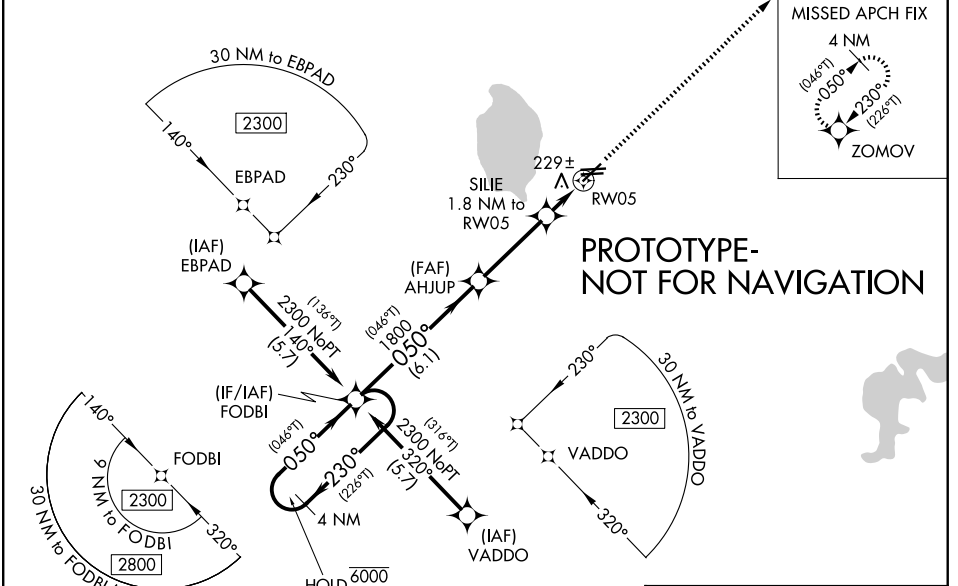 MISSED APCH FIX
4 NM
(046°T)
050°
230°
(226°T)
ZOMOV
30 NM to EBPAD
2300
140°
230°
EBPAD
229±
SILIE
1.8 NM to
RW05
RW05
PROTOTYPE-
NOT FOR NAVIGATION
(IAF)
EBPAD
(136°T)
2300 NoPT
140°
(5.7)
(FAF)
AHJUP
(046°T)
1800
050°
(6.1)
(IF/IAF)
FODBI
(046°T)
050°
230°
(226°T)
4 NM
(316°T)
2300 NoPT
320°
(5.7)
(IAF)
VADDO
230°
30 NM to VADDO
2300
VADDO
320°
140°
FODBI
9 NM to FODBI
2300
320°
30 NM to FODBI
2800
HOLD 6000